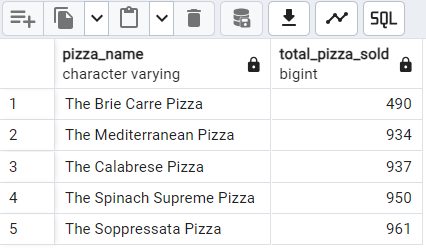 SQL
pizza_name total_pizza_sold
character varying bigint
1 The Brie Carre Pizza 490
2 The Mediterranean Pizza 934
3 The Calabrese Pizza 937
4 The Spinach Supreme Pizza 950
5 The Soppressata Pizza 961